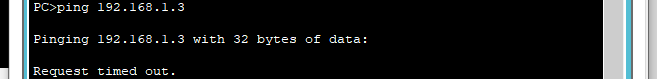 PC>ping 192.168.1.3
Pinging 192.168.1.3 with 32 bytes of data:
Request timed out.